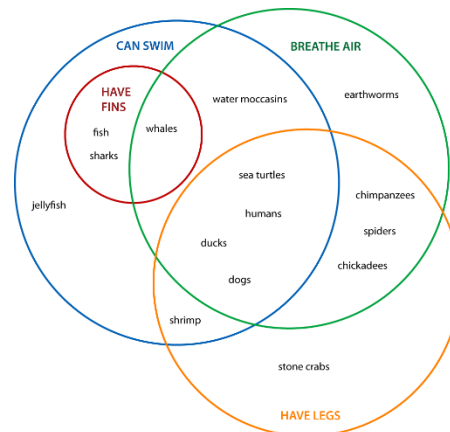 CAN SWIM
BREATHE AIR
HAVE
FINS
fish
sharks
whales
water moccasins
earthworms
jellyfish
sea turtles
humans
ducks
dogs
chimpanzees
spiders
chickadees
shrimp
stone crabs
HAVE LEGS